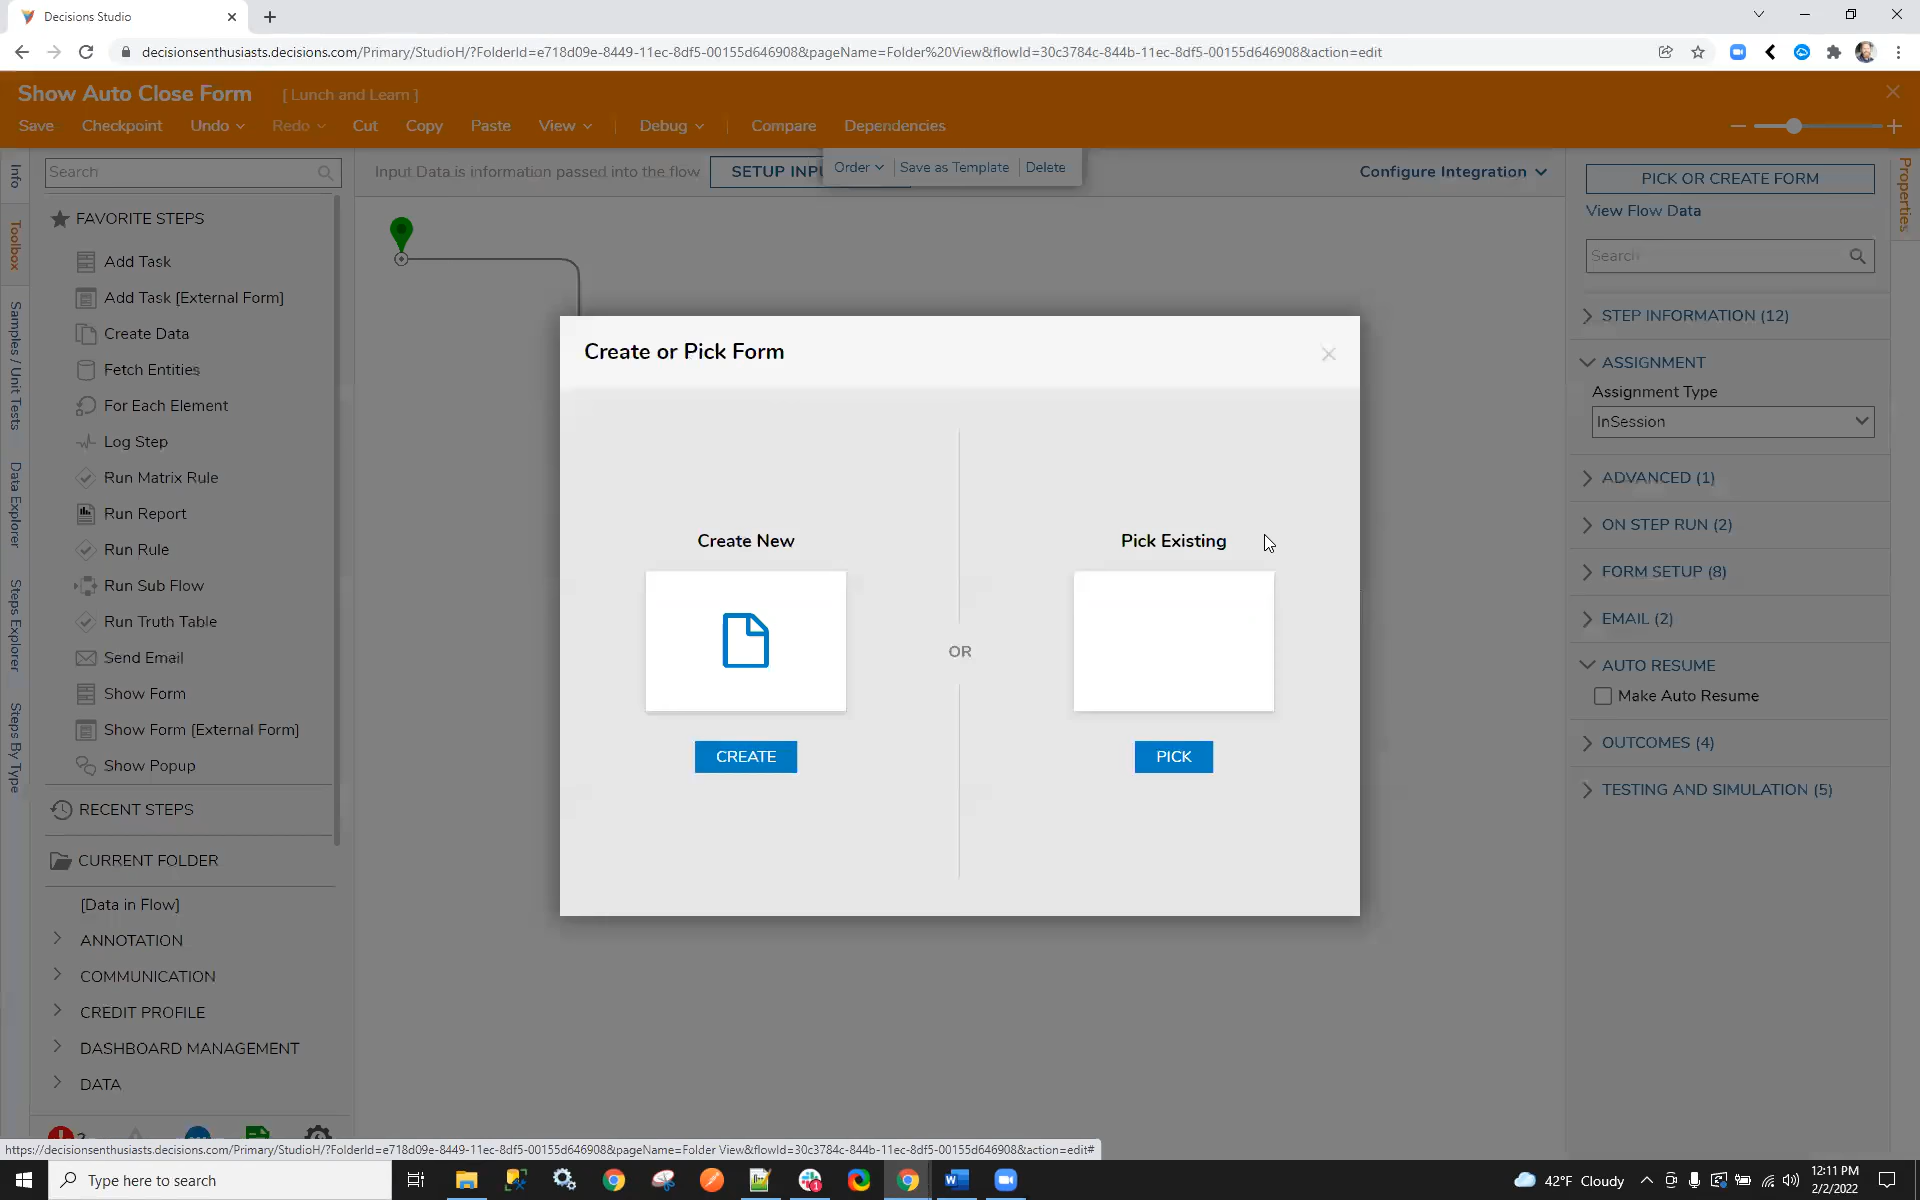 Decisions Studio
decisionsenthusiasts.decisions.com/Primary/StudioH/?FolderId=e718d09e-8449-11ec-8df5-00155d646908&pageName=Folder%20View&flowId=30c3784c-844b-11ec-8df5-00155d646908&action=edit
Show Auto Close Form [ Lunch and Learn ]
Save Checkpoint Undo Redo Cut Copy Paste View Debug Compare Dependencies
Order Save as Template Delete
Info
Toolbox
Samples / Unit Tests
Data Explorer
Steps Explorer
Steps By Type
Search
FAVORITE STEPS
Add Task
Add Task [External Form]
Create Data
Fetch Entities
For Each Element
Log Step
Run Matrix Rule
Run Report
Run Rule
Run Sub Flow
Run Truth Table
Send Email
Show Form
Show Form [External Form]
Show Popup
RECENT STEPS
CURRENT FOLDER
[Data in Flow]
ANNOTATION
COMMUNICATION
CREDIT PROFILE
DASHBOARD MANAGEMENT
DATA
Input Data is information passed into the flow
SETUP INPU
Configure Integration
Create or Pick Form
Create New
CREATE
OR
Pick Existing
PICK
Properties
PICK OR CREATE FORM
View Flow Data
Search
STEP INFORMATION (12)
ASSIGNMENT
Assignment Type
InSession
ADVANCED (1)
ON STEP RUN (2)
FORM SETUP (8)
EMAIL (2)
AUTO RESUME
Make Auto Resume
OUTCOMES (4)
TESTING AND SIMULATION (5)
https://decisionsenthusiasts.decisions.com/Primary/StudioH/?FolderId=e718d09e-8449-11ec-8df5-00155d646908&pageName=Folder View&flowId=30c3784c-844b-11ec-8df5-00155d646908&action=edit#
Type here to search
42°F Cloudy
12:11 PM
2/2/2022